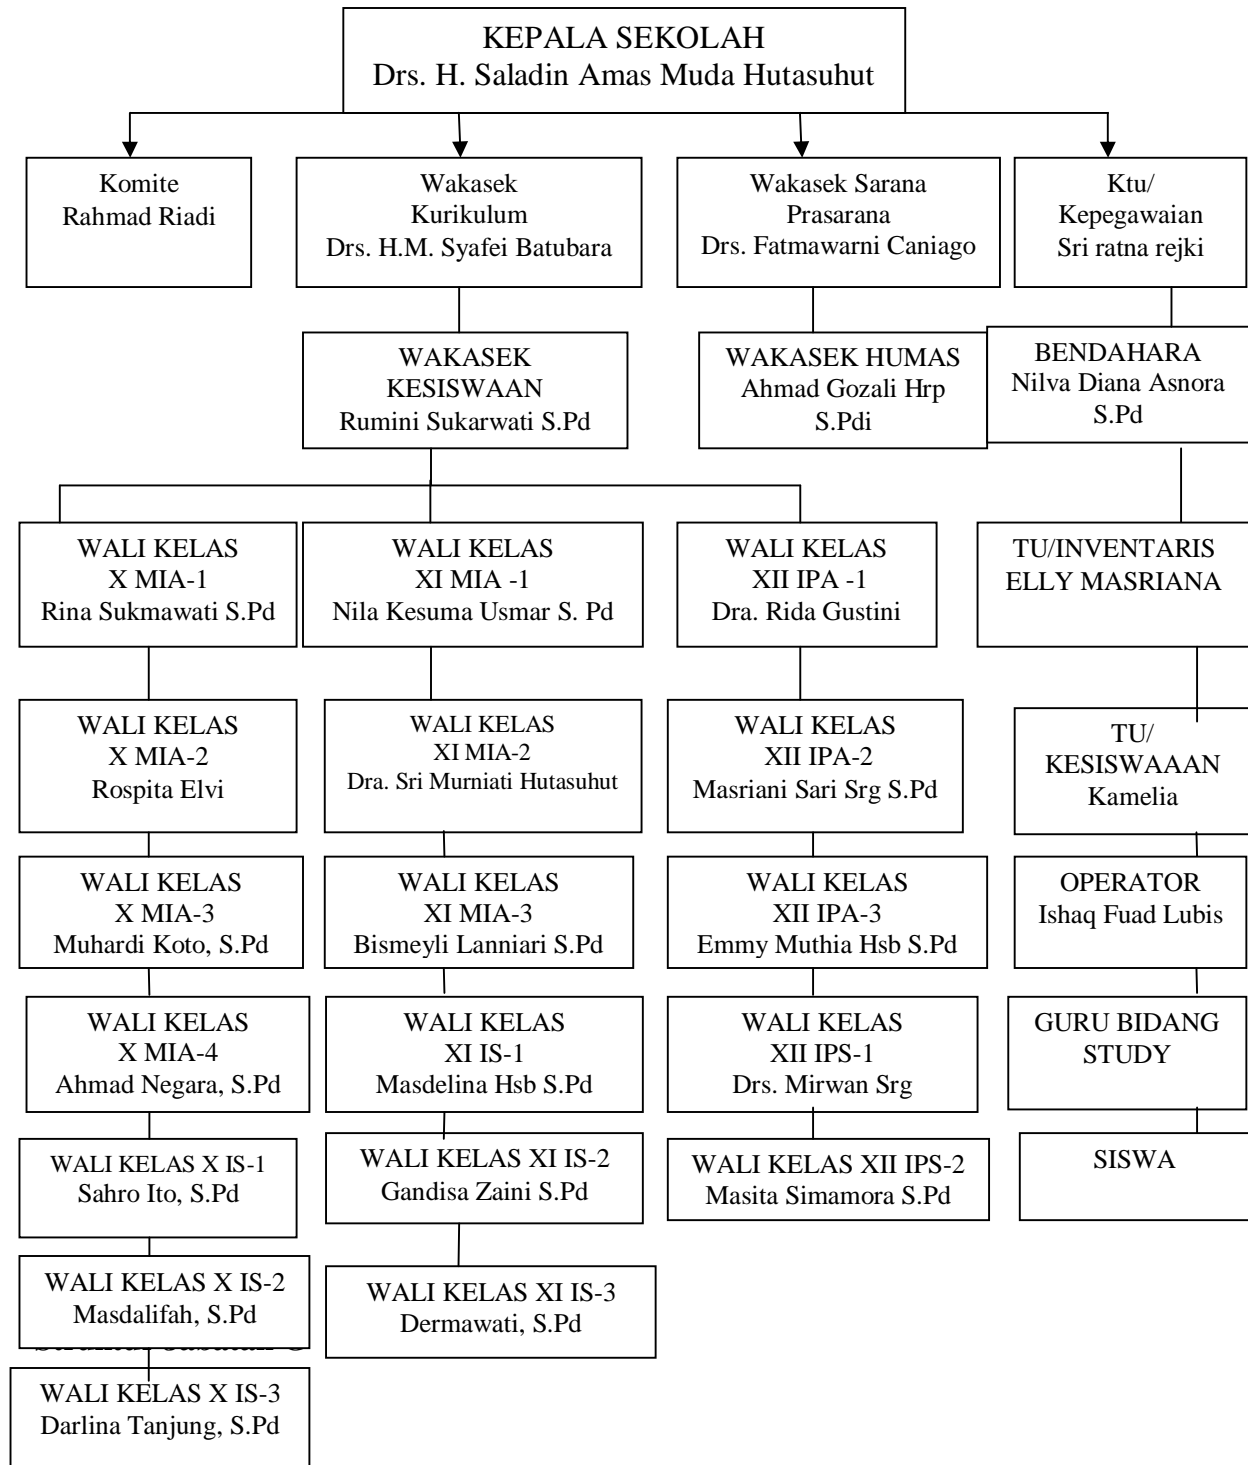 KEPALA SEKOLAH
Drs. H. Saladin Amas Muda Hutasuhut
Komite
Rahmad Riadi
Wakasek
Kurikulum
Drs. H.M. Syafei Batubara
Wakasek Sarana
Prasarana
Drs. Fatmawarni Caniago
Ktu/
Kepegawaian
Sri ratna rejki
WAKASEK
KESISWAAN
Rumini Sukarwati S.Pd
WAKASEK HUMAS
Ahmad Gozali Hrp
S.Pdi
BENDAHARA
Nilva Diana Asnora
S.Pd
WALI KELAS
X MIA-1
Rina Sukmawati S.Pd
WALI KELAS
XI MIA -1
Nila Kesuma Usmar S. Pd
WALI KELAS
XII IPA -1
Dra. Rida Gustini
TU/INVENTARIS
ELLY MASRIANA
WALI KELAS
X MIA-2
Rospita Elvi
WALI KELAS
XI MIA-2
Dra. Sri Murniati Hutasuhut
WALI KELAS
XII IPA-2
Masriani Sari Srg S.Pd
TU/
KESISWAAAN
Kamelia
WALI KELAS
X MIA-3
Muhardi Koto, S.Pd
WALI KELAS
XI MIA-3
Bismeyli Lanniari S.Pd
WALI KELAS
XII IPA-3
Emmy Muthia Hsb S.Pd
OPERATOR
Ishaq Fuad Lubis
WALI KELAS
X MIA-4
Ahmad Negara, S.Pd
WALI KELAS
XI IS-1
Masdelina Hsb S.Pd
WALI KELAS
XII IPS-1
Drs. Mirwan Srg
GURU BIDANG
STUDY
WALI KELAS X IS-1
Sahro Ito, S.Pd
WALI KELAS XI IS-2
Gandisa Zaini S.Pd
WALI KELAS XII IPS-2
Masita Simamora S.Pd
SISWA
WALI KELAS X IS-2
Masdalifah, S.Pd
WALI KELAS XI IS-3
Dermawati, S.Pd
WALI KELAS X IS-3
Darlina Tanjung, S.Pd